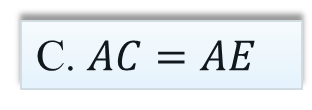 C. AC = AE